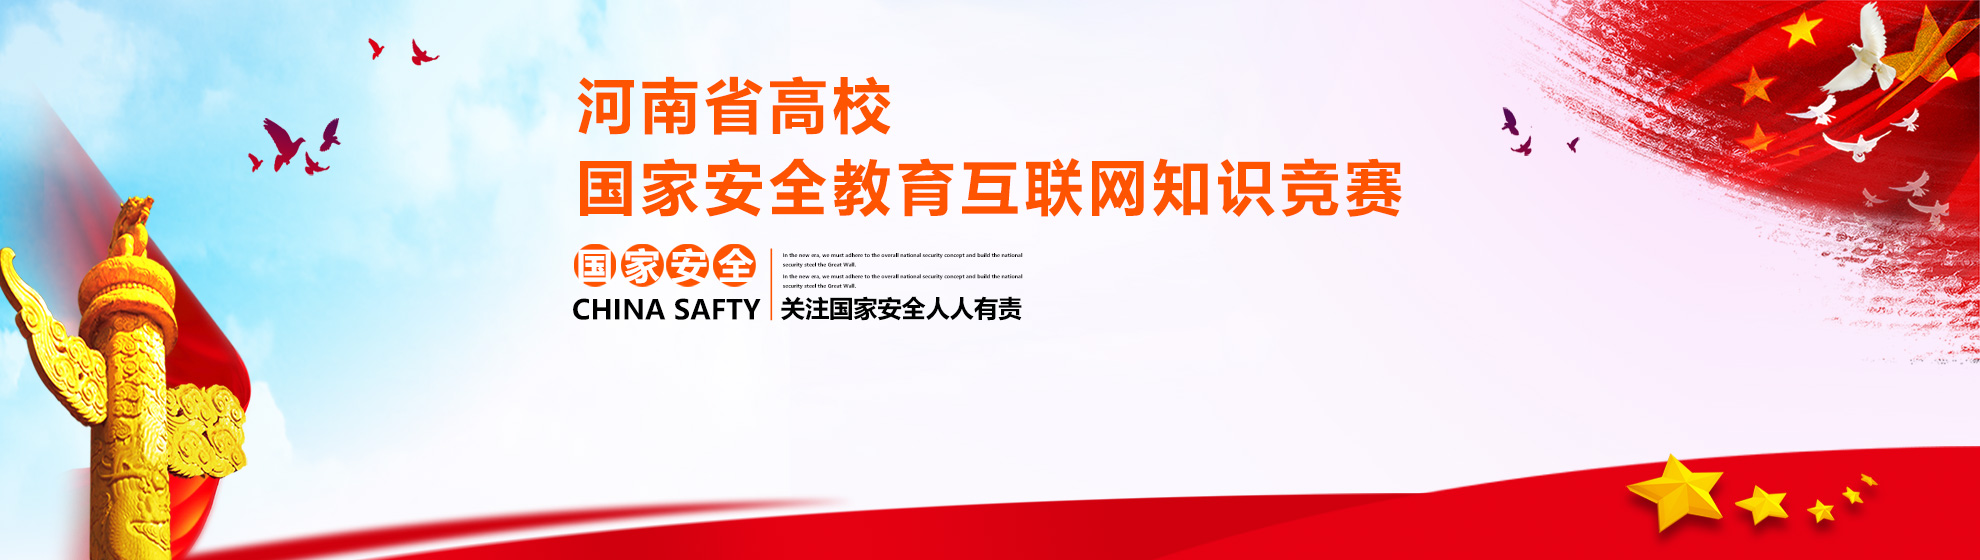 河南省高校
国家安全教育互联网知识竞赛
国家安全
CHINA SAFTY
In the new era, we must adhere to the overall national security concept and build the national
security steel the Great Wall.
In the new era, we must adhere to the overall national security concept and build the national
security steel the Great Wall.
关注国家安全人人有责